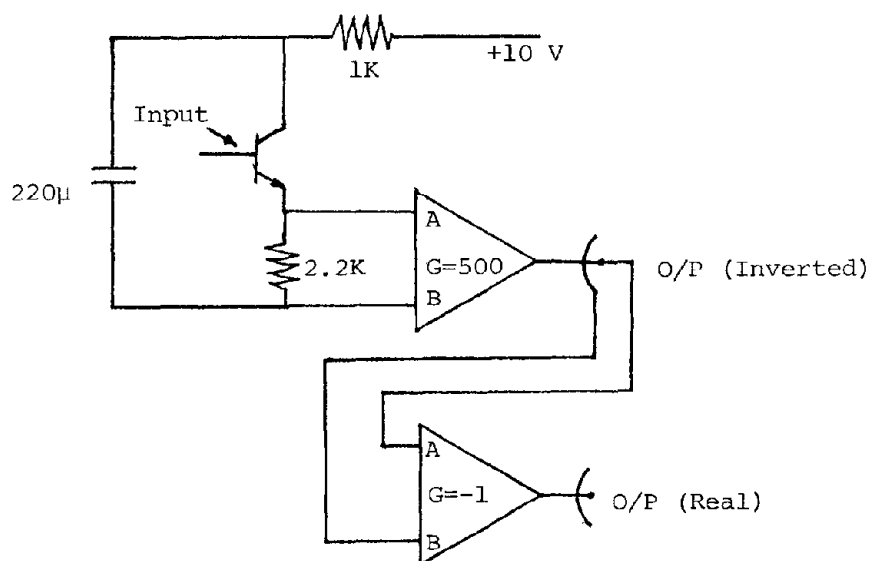 1K
+10 V
Input
220µ
A
G=500
B
2.2K
O/P (Inverted)
A
G=-1
B
O/P (Real)